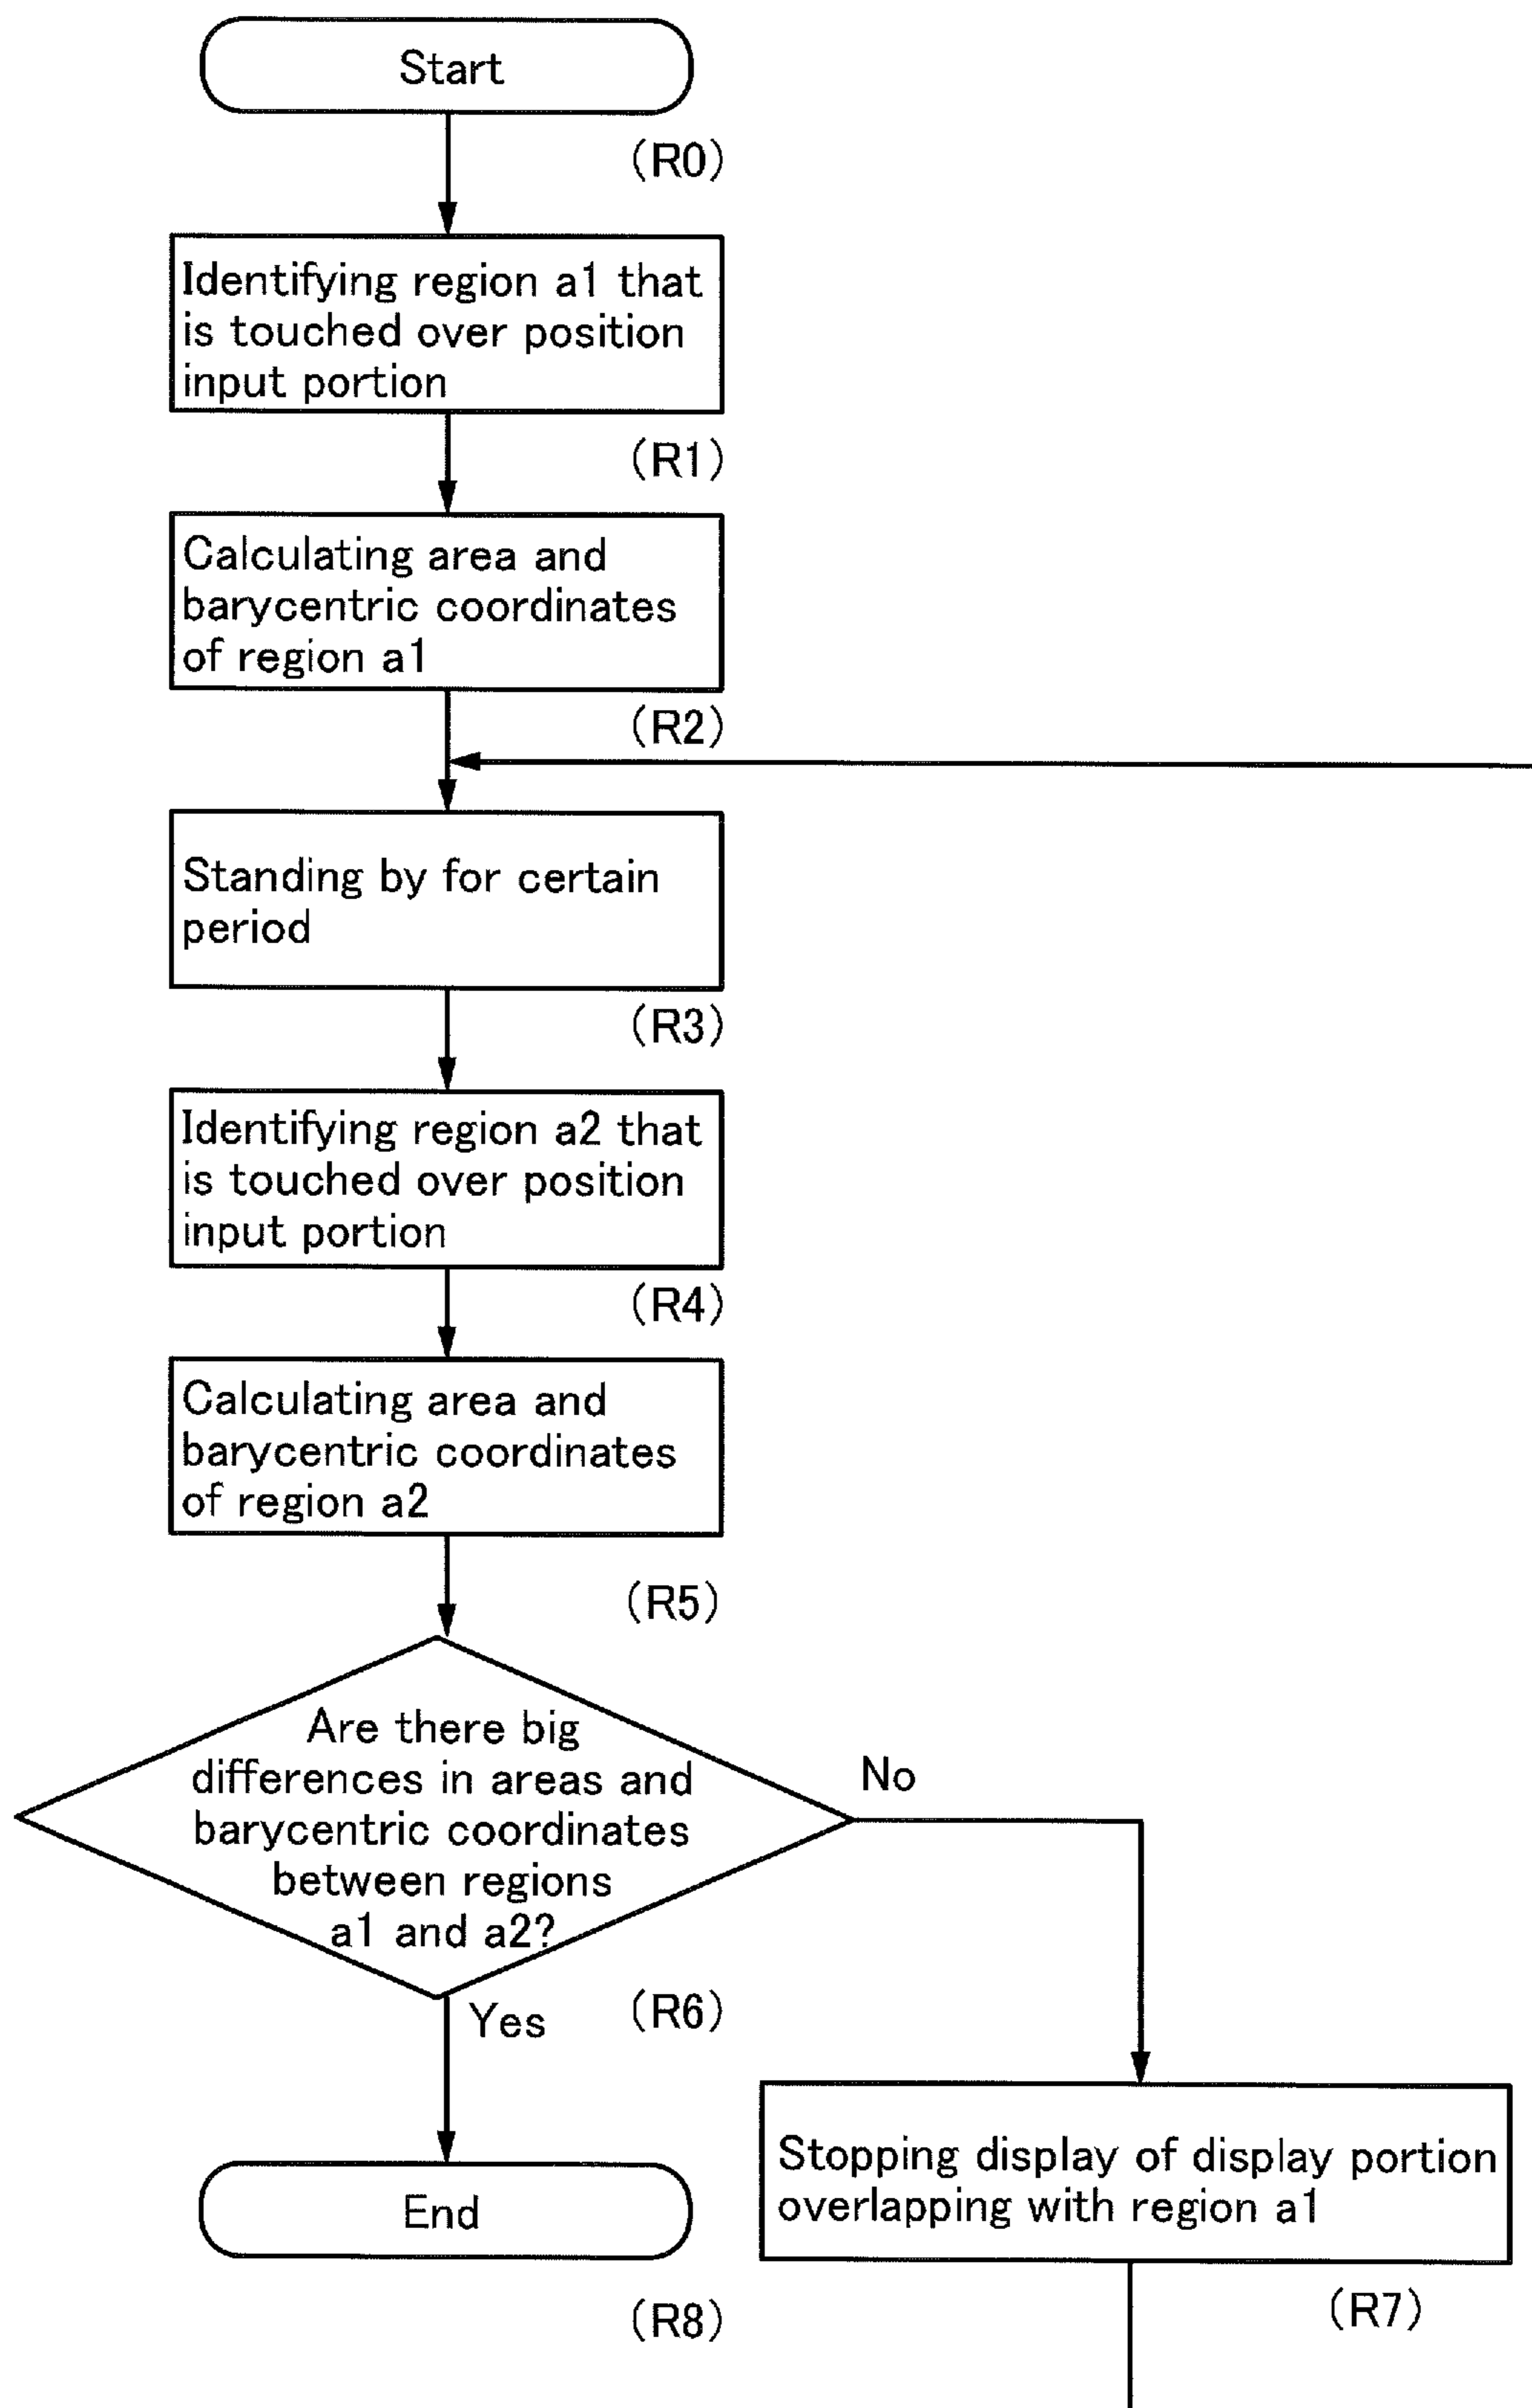 Start
(R0)
Identifying region a1 that
is touched over position
input portion
(R1)
Calculating area and
barycentric coordinates
of region a1
(R2)
Standing by for certain
period
(R3)
Identifying region a2 that
is touched over position
input portion
(R4)
Calculating area and
barycentric coordinates
of region a2
(R5)
Are there big
differences in areas and
barycentric coordinates
between regions
a1 and a2?
No
Yes
(R6)
Stopping display of display portion
overlapping with region a1
(R7)
End
(R8)